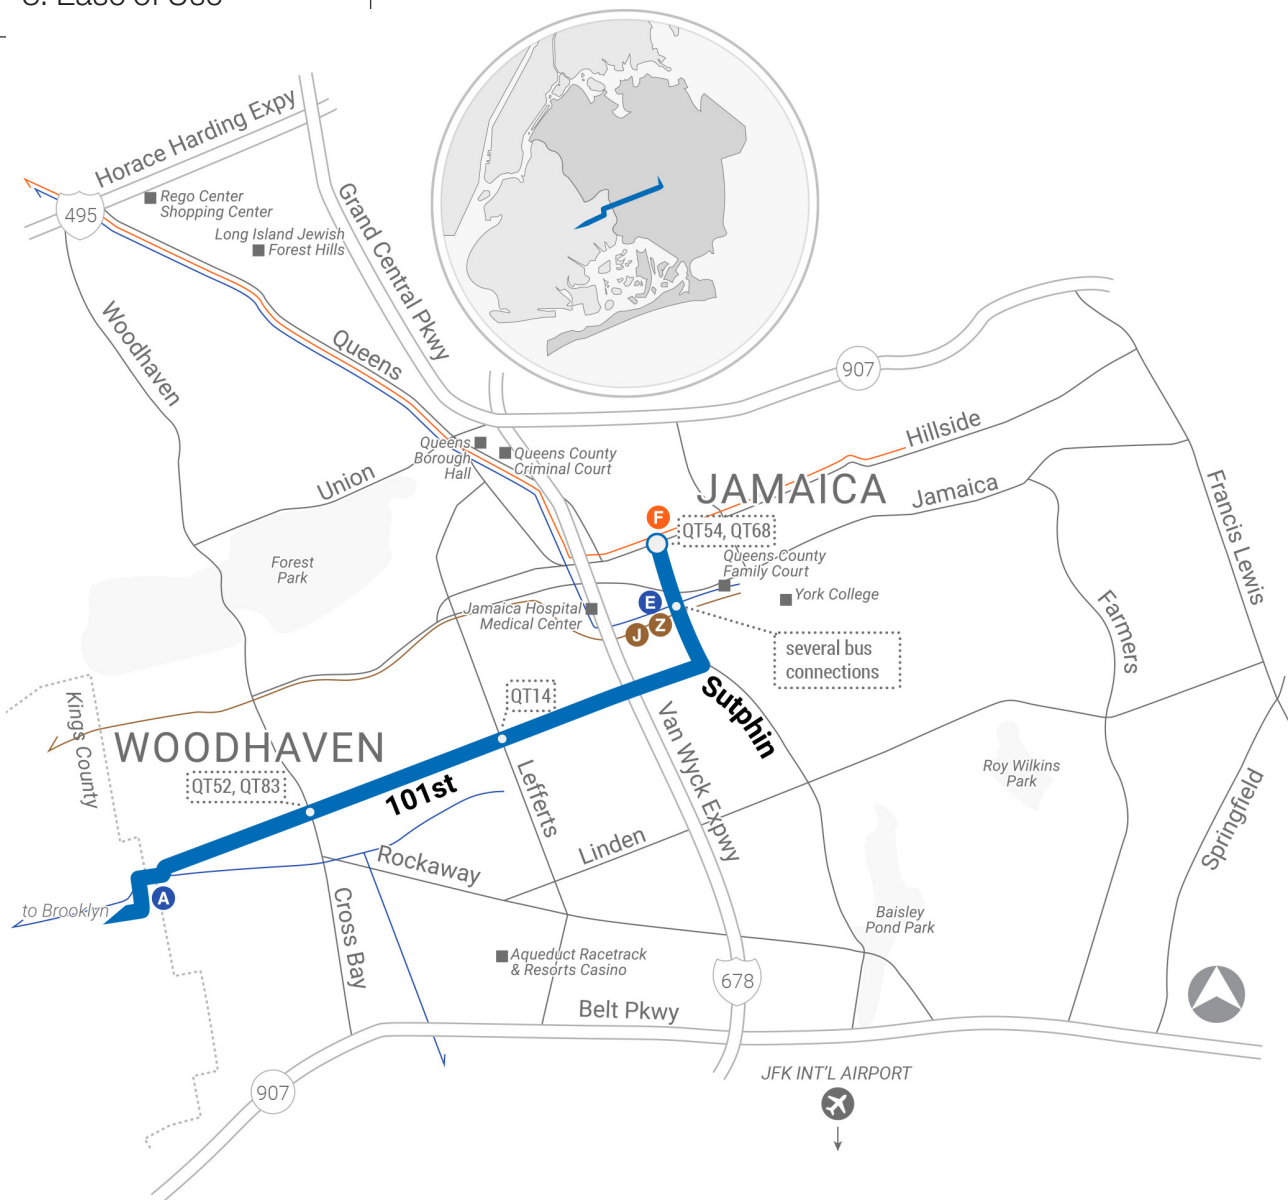 3. Ease of Use
Horace Harding Expy
495
Rego Center
Shopping Center
Long Island Jewish
Forest Hills
Grand Central Pkwy
Woodhaven
Queens
907
Hillside
Queens
Borough
Hall
Queens County
Criminal Court
Union
JAMAICA
Jamaica
Francis Lewis
F
QT54, QT68
Forest
Park
Queens County
Family Court
York College
E
Jamaica Hospital
Medical Center
J
Z
Farmers
several bus
connections
QT14
Sutphin
Kings County
WOODHAVEN
Van Wyck Expwy
QT52, QT83
101st
Lefferts
Roy Wilkins
Park
Springfield
Linden
Rockaway
A
to Brooklyn
Cross Bay
Baisley
Pond Park
Aqueduct Racetrack
& Resorts Casino
678
Belt Pkwy
JFK INT'L AIRPORT
907